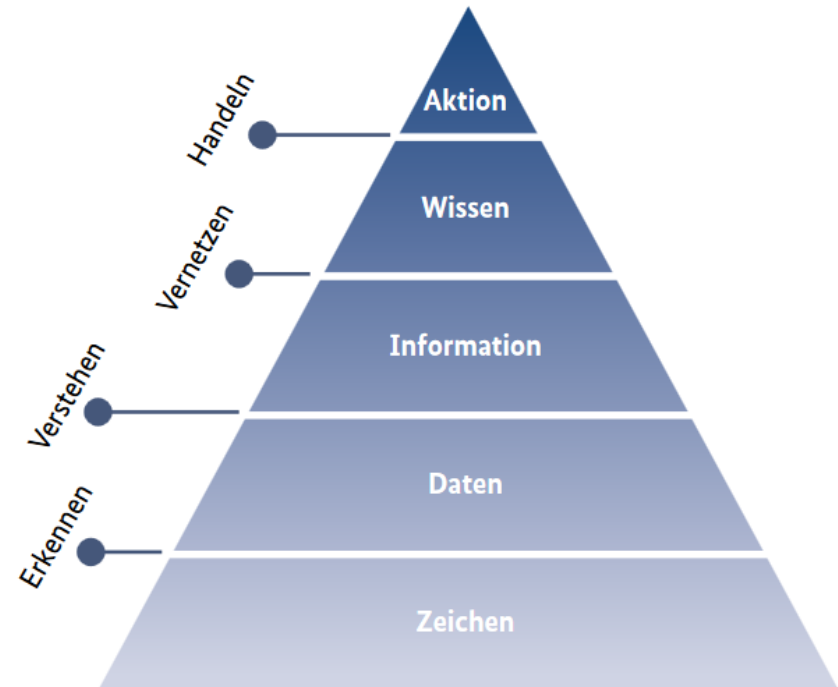 Aktion
Handeln
Wissen
Vernetzen
Information
Verstehen
Daten
Erkennen
Zeichen